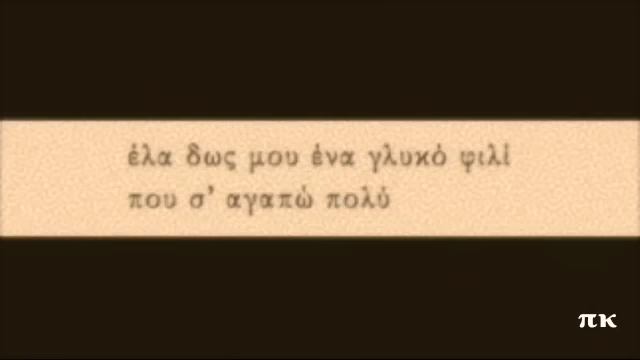 έλα δως μου ένα γλυκό φιλί
που σ' αγαπώ πολύ
πκ